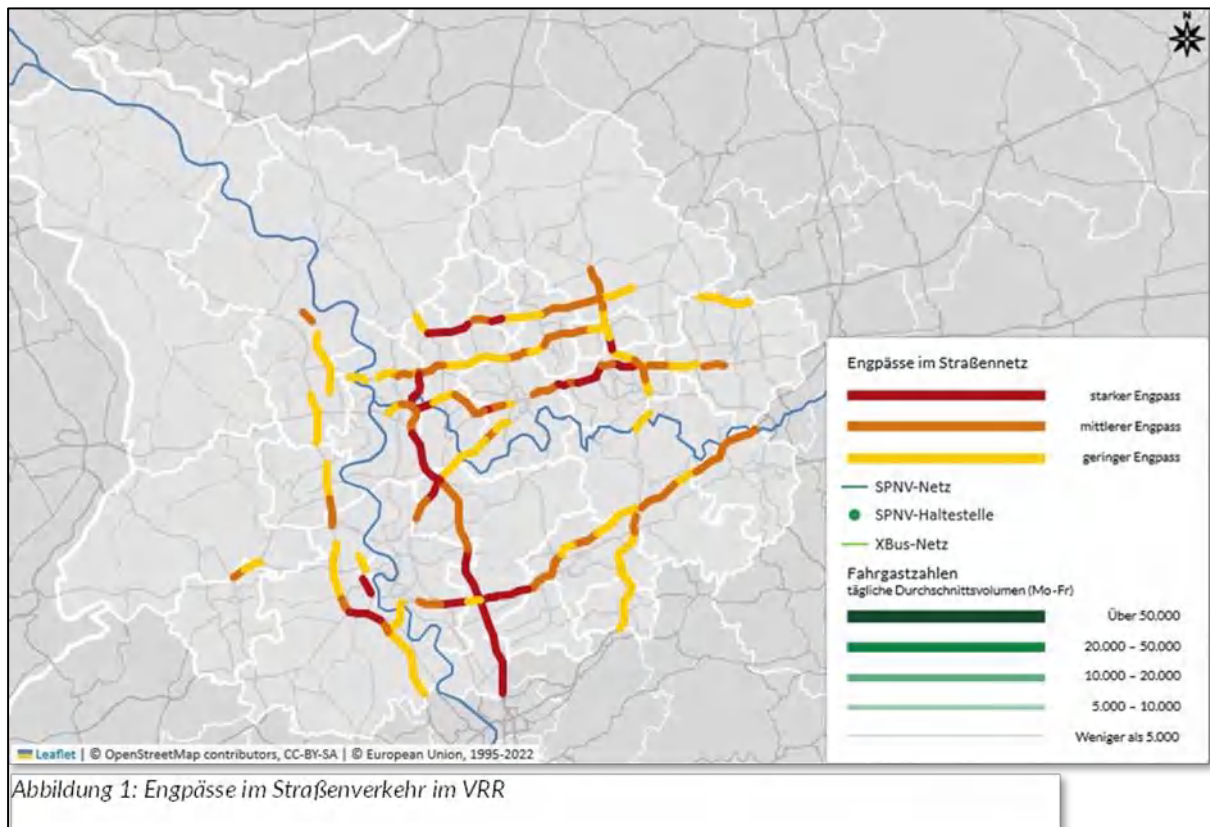 N
Engpässe im Straßennetz
starker Engpass
mittlerer Engpass
geringer Engpass
SPNV-Netz
SPNV-Haltestelle
XBus-Netz
Fahrgastzahlen
tägliche Durchschnittsvolumen (Mo-Fr)
Über 50.000
20.000 – 50.000
10.000 – 20.000
5.000 – 10.000
Weniger als 5.000
Leaflet | © OpenStreetMap contributors, CC-BY-SA | © European Union, 1995-2022
Abbildung 1: Engpässe im Straßenverkehr im VRR